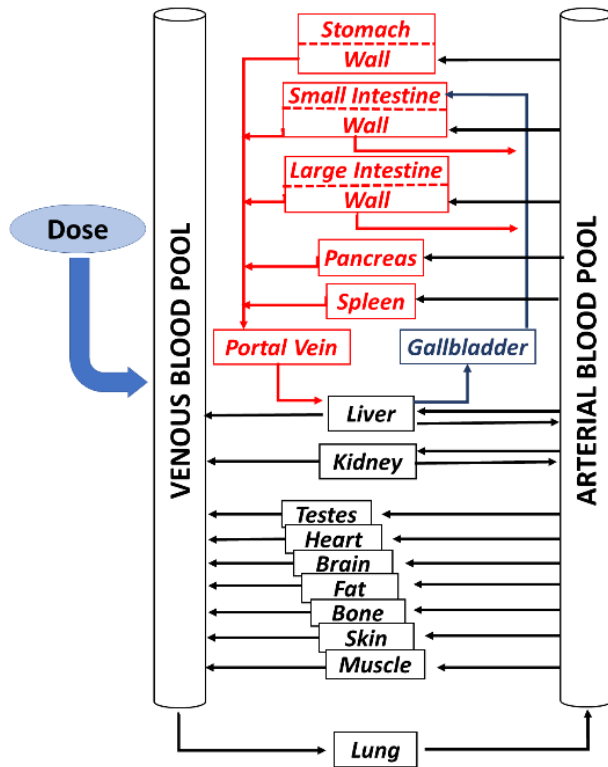 Stomach
Wall
Small Intestine
Wall
Large Intestine
Wall
Dose
Pancreas
Spleen
Portal Vein
Gallbladder
VENOUS BLOOD POOL
ARTERIAL BLOOD POOL
Liver
Kidney
Testes
Heart
Brain
Fat
Bone
Skin
Muscle
Lung